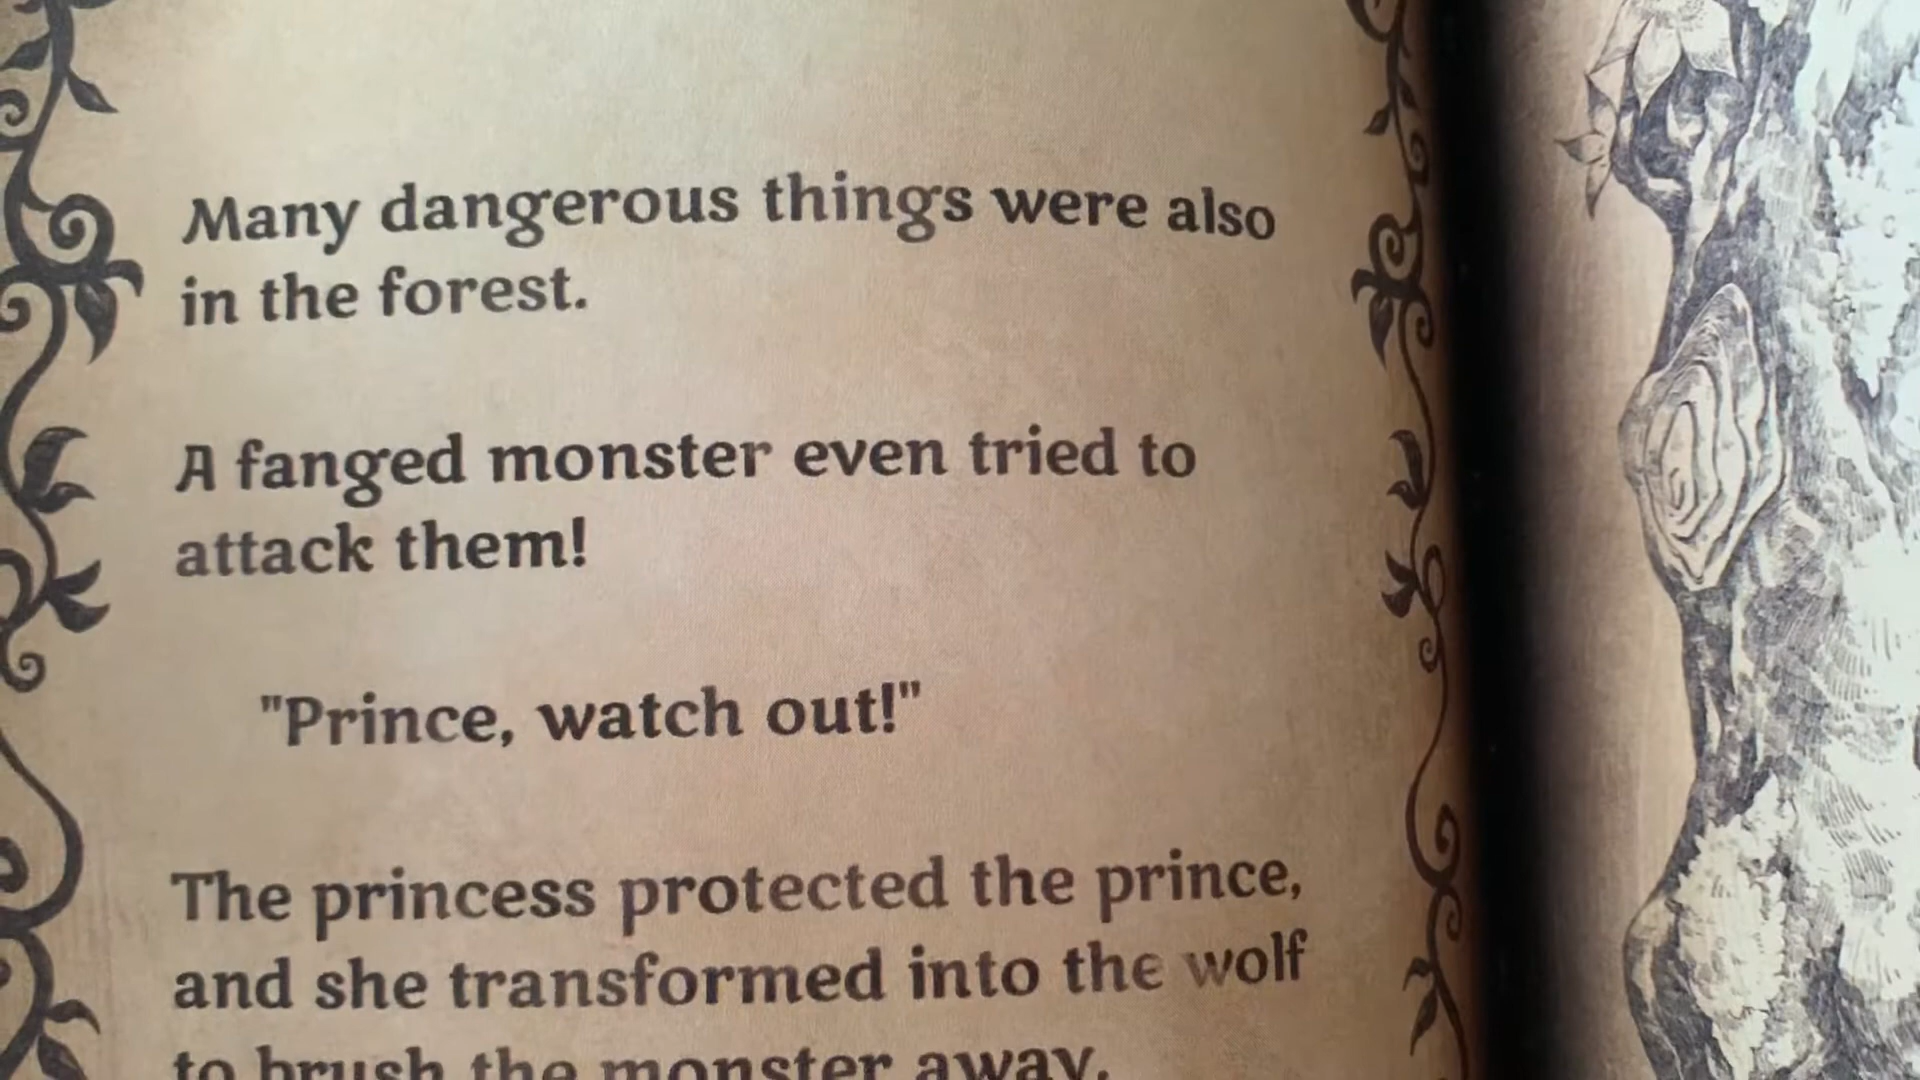 Many dangerous things were also
in the forest.
A fanged monster even tried to
attack them!
"Prince, watch out!"
The princess protected the prince,
and she transformed into the wolf
to brush the monster away.